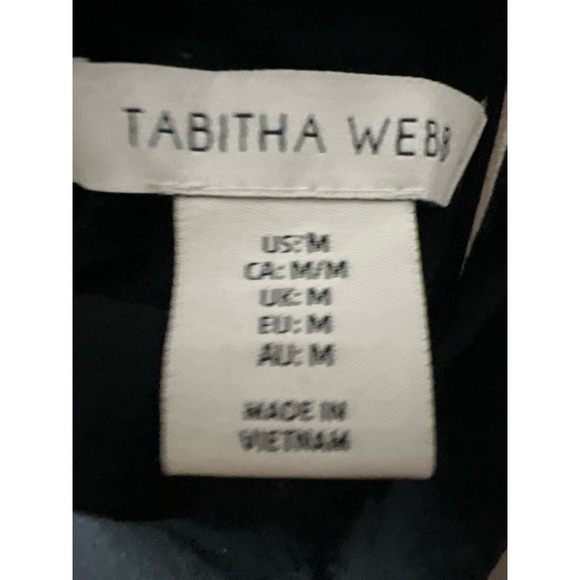 TABITHA WEBB
US: M
CA: M/M
UK: M
EU: M
AU: M
MADE IN
VIETNAM